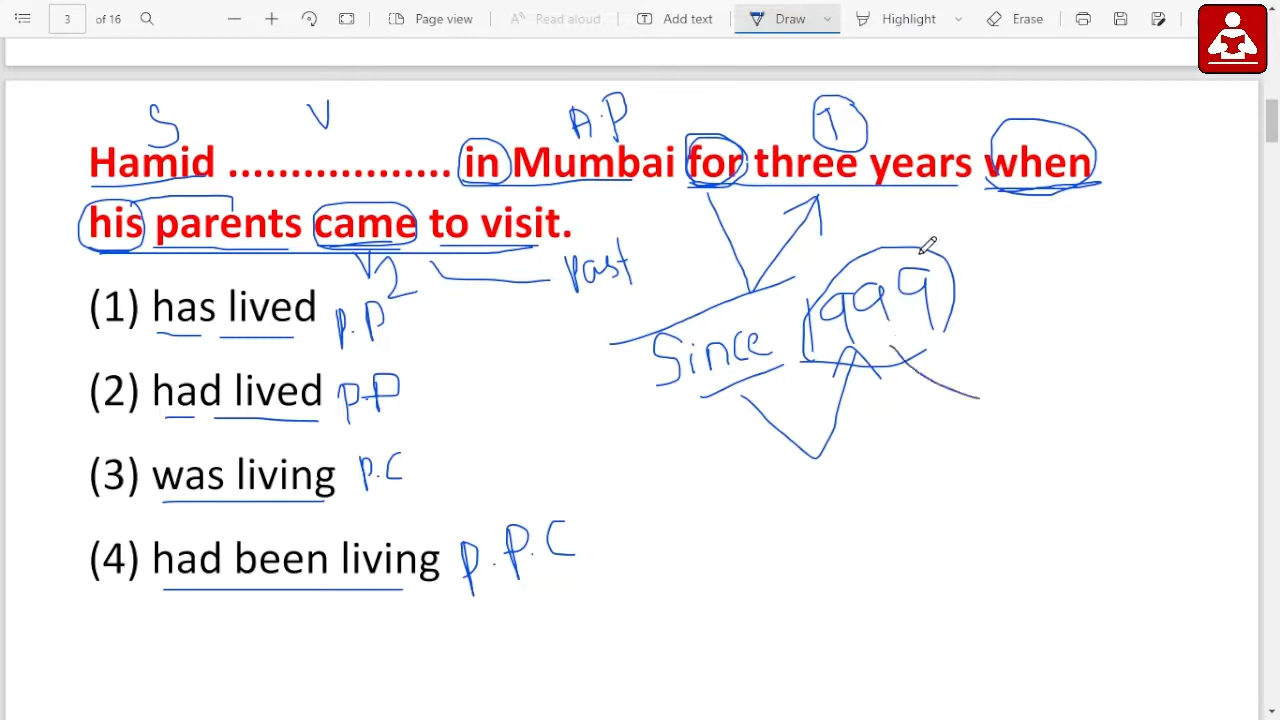 3 of 16 Page view Read aloud Add text Draw Highlight Erase
S V A.P T
Hamid ................... in Mumbai for three years when
his parents came to visit.
V2 past
(1) has lived P.P
(2) had lived P.P
(3) was living P.C
(4) had been living P.P.C
Since 1999